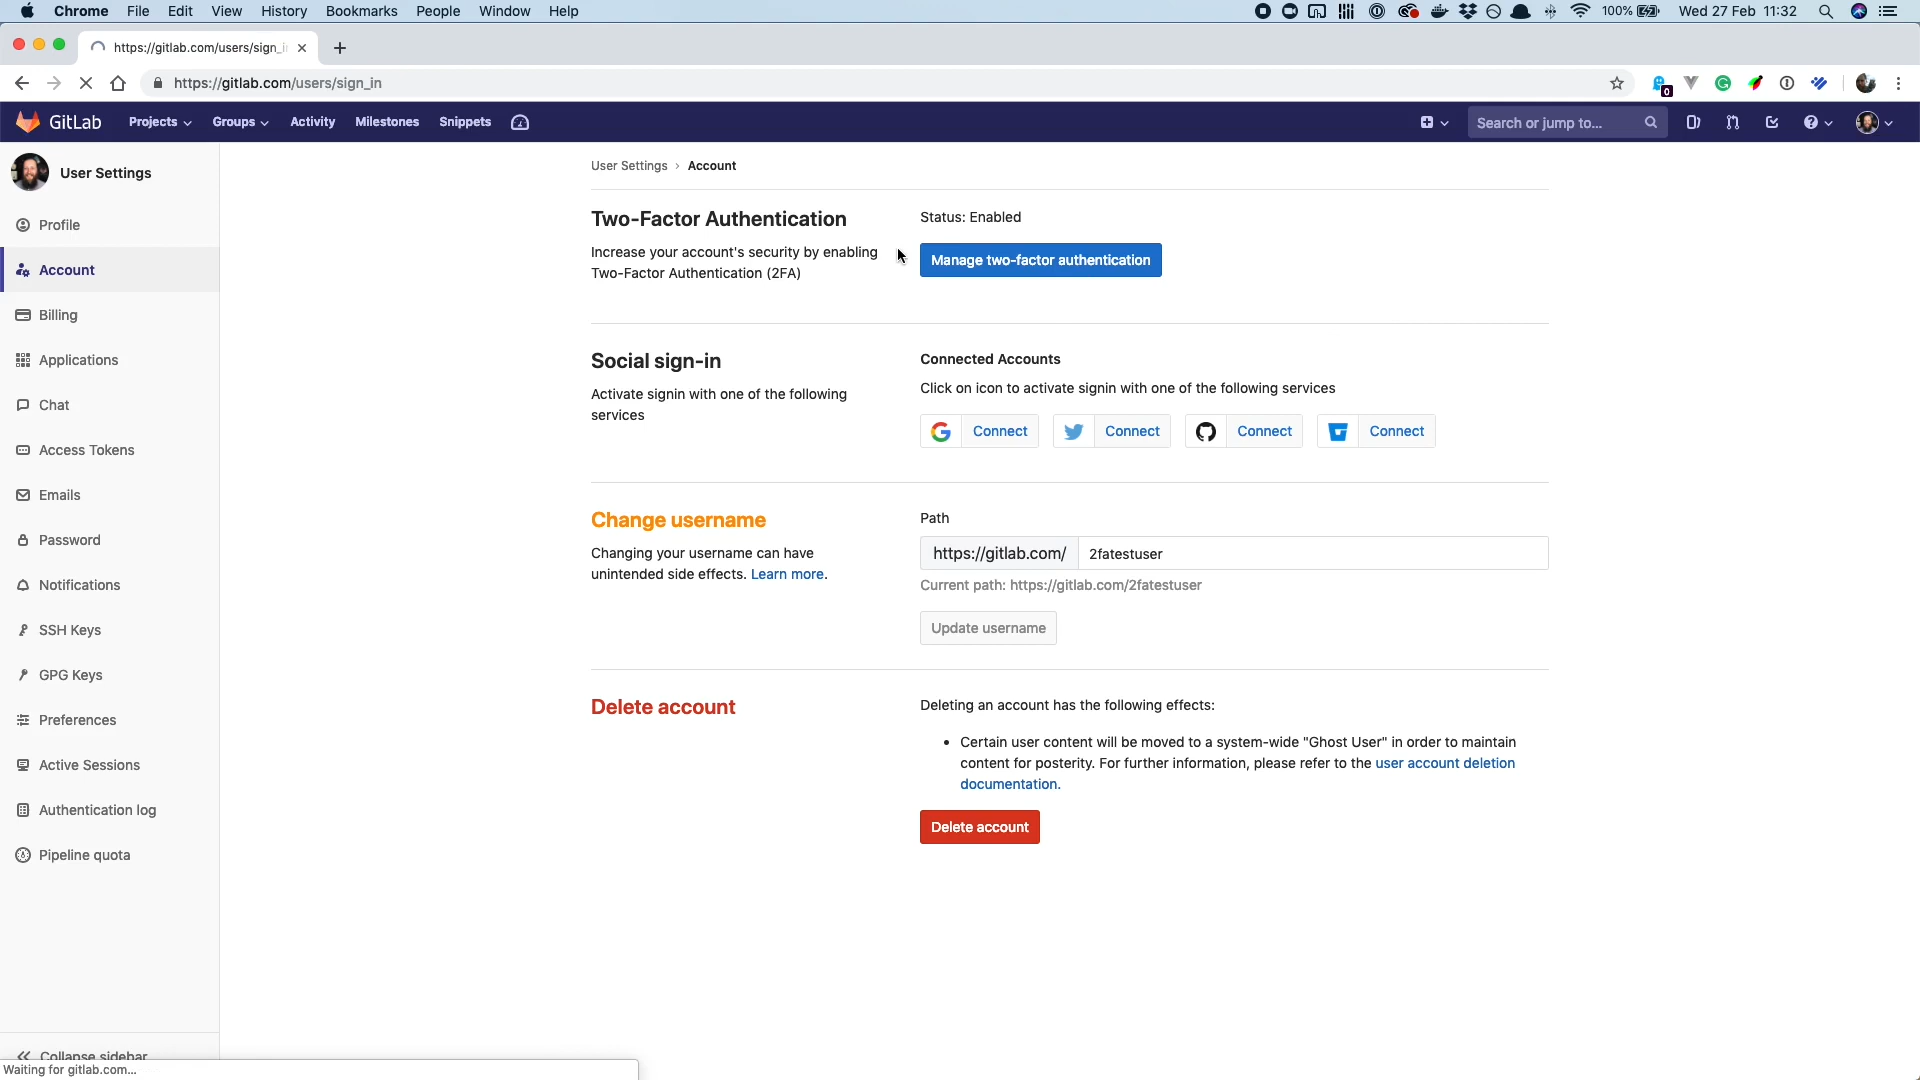 Chrome File Edit View History Bookmarks People Window Help 100% Wed 27 Feb 11:32
https://gitlab.com/users/sign_i
https://gitlab.com/users/sign_in
0
GitLab Projects Groups Activity Milestones Snippets Search or jump to...
User Settings
Profile
Account
Billing
Applications
Chat
Access Tokens
Emails
Password
Notifications
SSH Keys
GPG Keys
Preferences
Active Sessions
Authentication log
Pipeline quota
Collapse sidebar
Waiting for gitlab.com...
User Settings › Account
Two-Factor Authentication
Increase your account's security by enabling
Two-Factor Authentication (2FA)
Status: Enabled
Manage two-factor authentication
Social sign-in
Activate signin with one of the following
services
Connected Accounts
Click on icon to activate signin with one of the following services
Connect Connect Connect Connect
Change username
Changing your username can have
unintended side effects. Learn more.
Path
https://gitlab.com/ 2fatestuser
Current path: https://gitlab.com/2fatestuser
Update username
Delete account
Deleting an account has the following effects:
• Certain user content will be moved to a system-wide "Ghost User" in order to maintain
content for posterity. For further information, please refer to the user account deletion
documentation.
Delete account